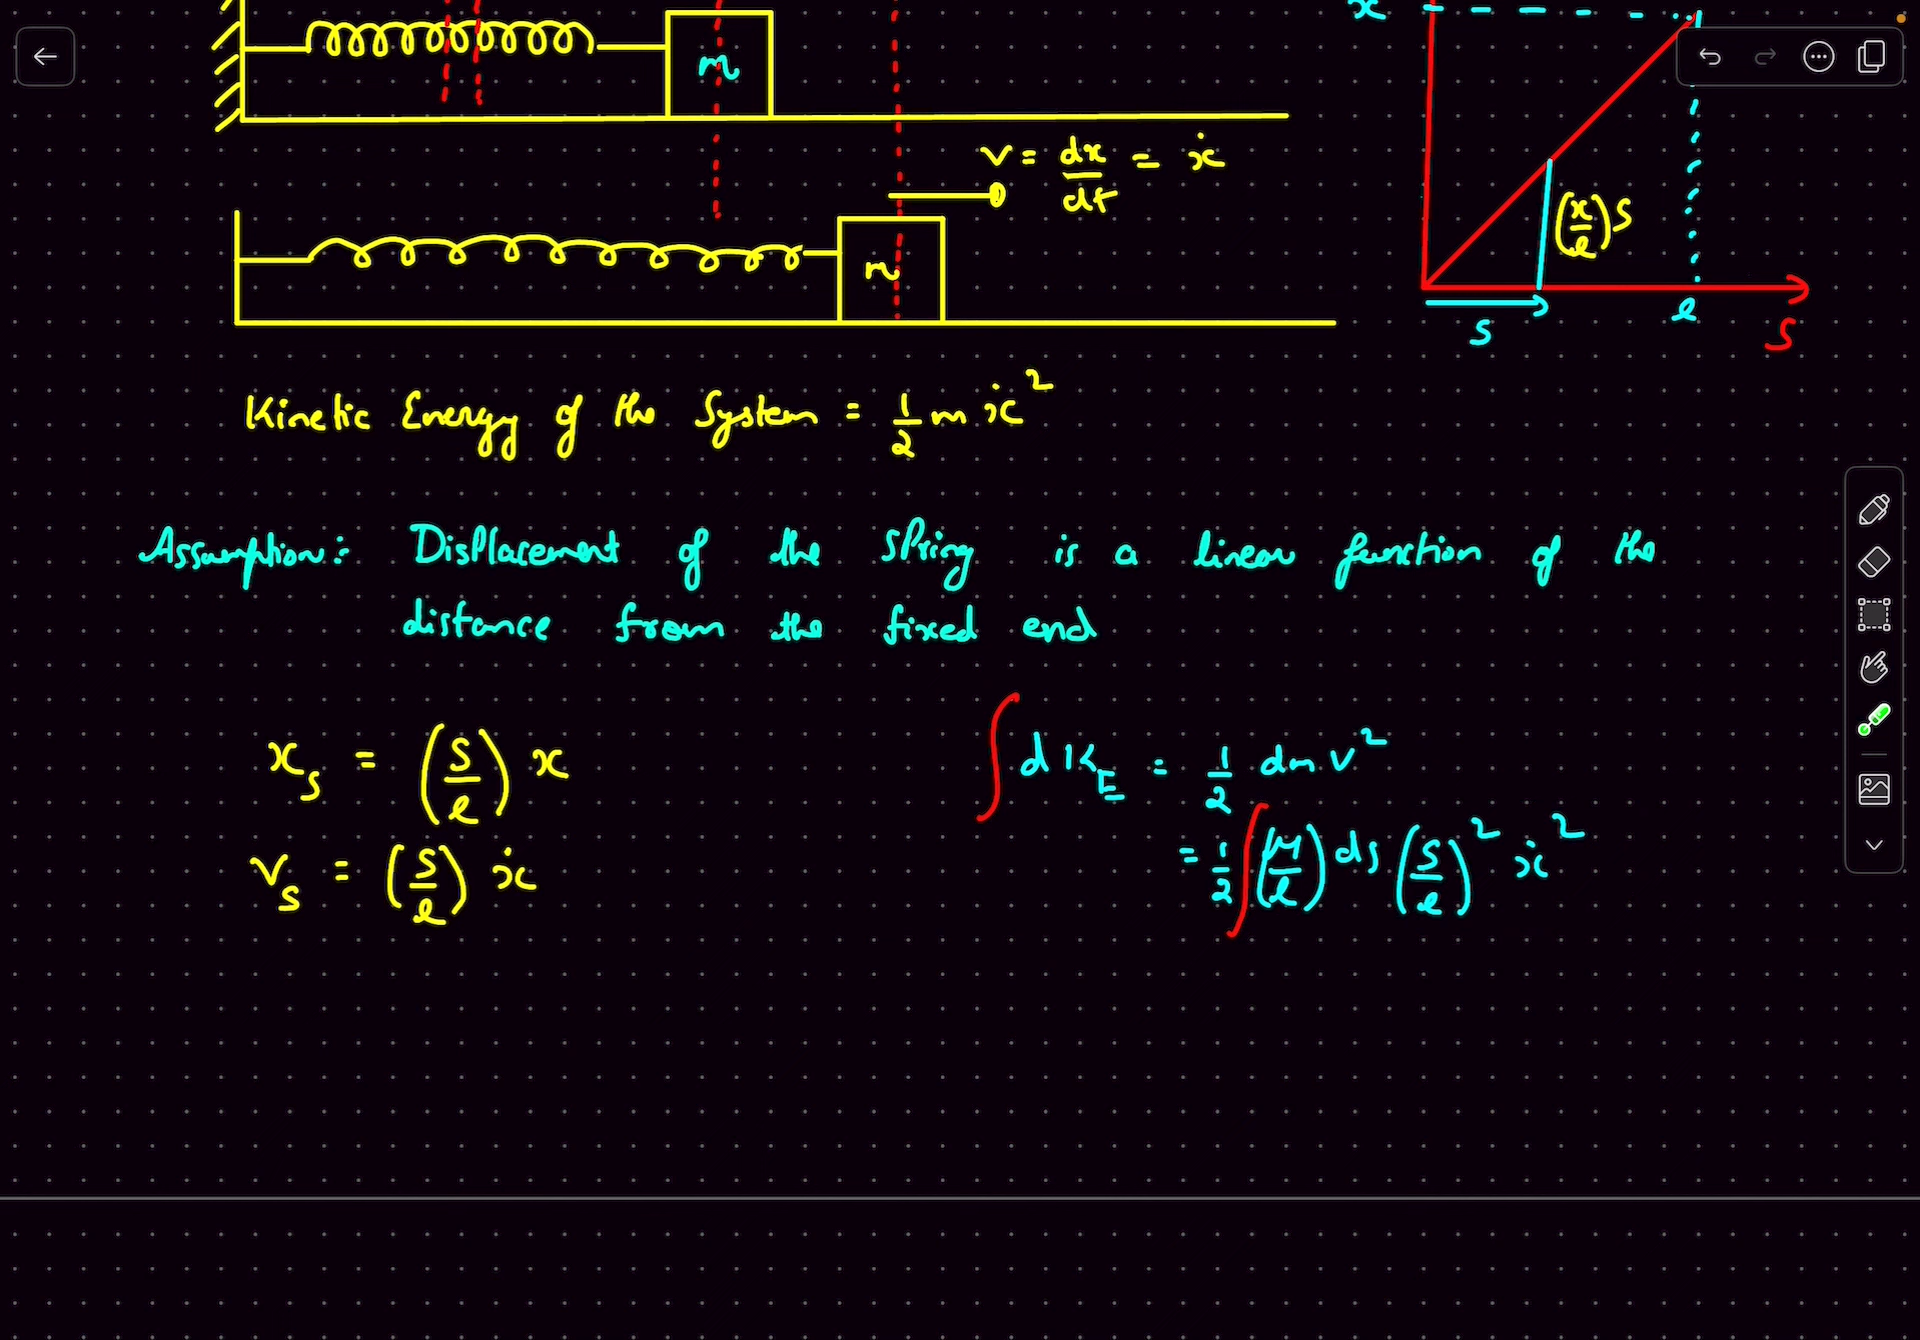 x
m
v = dx/dt = ẋ
(x/l)s
m
s
l
S
Kinetic Energy of the System = 1/2 m ẋ²
Assumption: Displacement of the spring is a linear function of the
distance from the fixed end
x_s = (s/l) x
∫ dK_E = 1/2 dm v²
v_s = (s/l) ẋ
= 1/2 ∫ (M/l) ds (s/l)² ẋ²